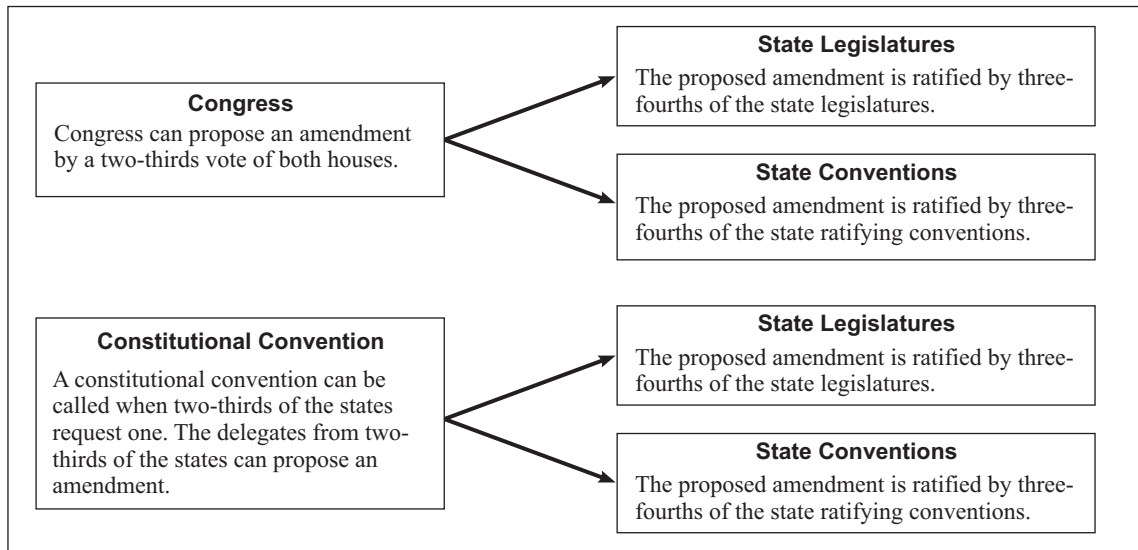 Congress
Congress can propose an amendment
by a two-thirds vote of both houses.
State Legislatures
The proposed amendment is ratified by three-
fourths of the state legislatures.
State Conventions
The proposed amendment is ratified by three-
fourths of the state ratifying conventions.
Constitutional Convention
A constitutional convention can be
called when two-thirds of the states
request one. The delegates from two-
thirds of the states can propose an
amendment.
State Legislatures
The proposed amendment is ratified by three-
fourths of the state legislatures.
State Conventions
The proposed amendment is ratified by three-
fourths of the state ratifying conventions.